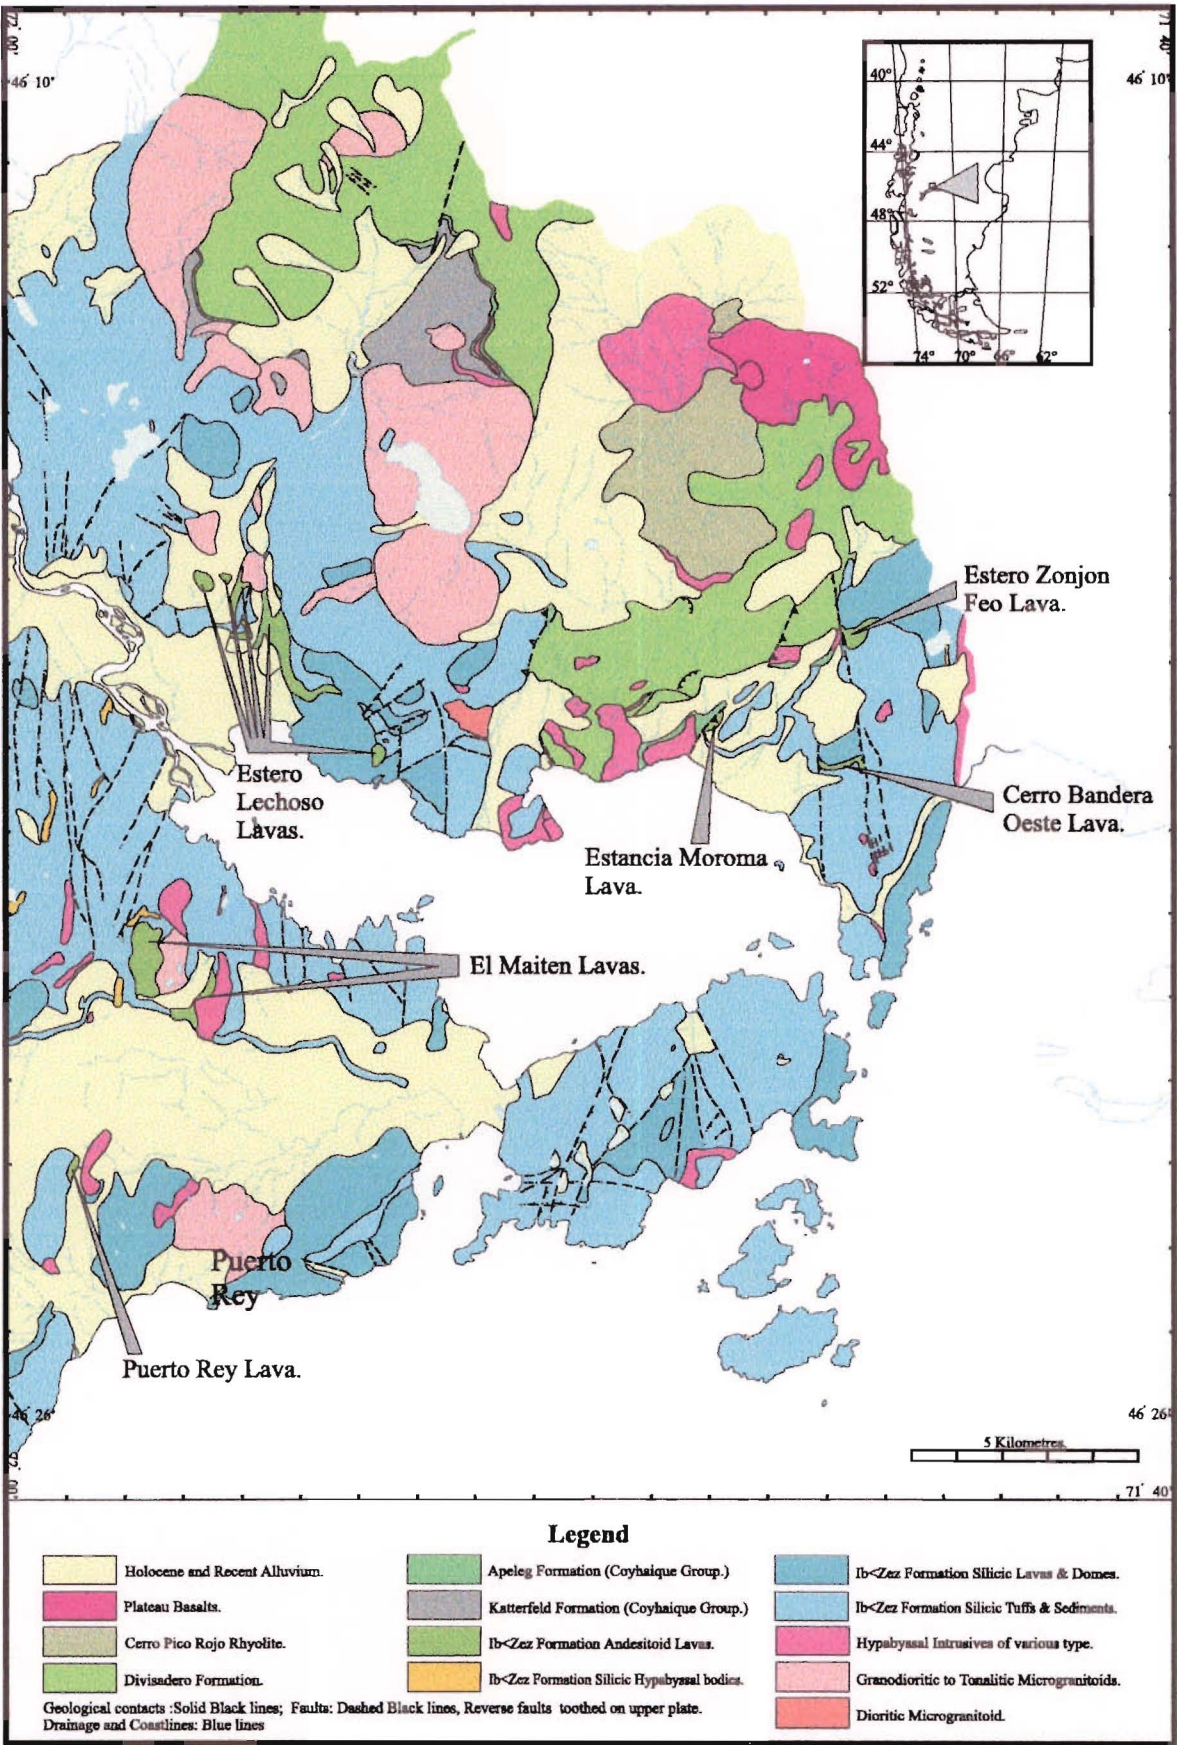 72° 00'
71° 40'
46° 10'
46° 10'
40°
44°
48°
52°
74° 70° 66° 62°
Estero Zonjon
Feo Lava.
Estero
Lechoso
Lavas.
Cerro Bandera
Oeste Lava.
Estancia Moroma
Lava.
El Maiten Lavas.
Puerto
Rey
Puerto Rey Lava.
46° 26'
46° 26'
5 Kilometres.
72° 00'
71° 40'
Legend
Holocene and Recent Alluvium.
Plateau Basalts.
Cerro Pico Rojo Rhyolite.
Divisadero Formation.
Apeleg Formation (Coyhaique Group.)
Katterfeld Formation (Coyhaique Group.)
Ib<Zez Formation Andesitoid Lavas.
Ib<Zez Formation Silicic Hypabyssal bodies.
Ib<Zez Formation Silicic Lavas & Domes.
Ib<Zez Formation Silicic Tuffs & Sediments.
Hypabyssal Intrusives of various type.
Granodioritic to Tonalitic Microgranitoids.
Dioritic Microgranitoid.
Geological contacts :Solid Black lines; Faults: Dashed Black lines, Reverse faults toothed on upper plate.
Drainage and Coastlines: Blue lines